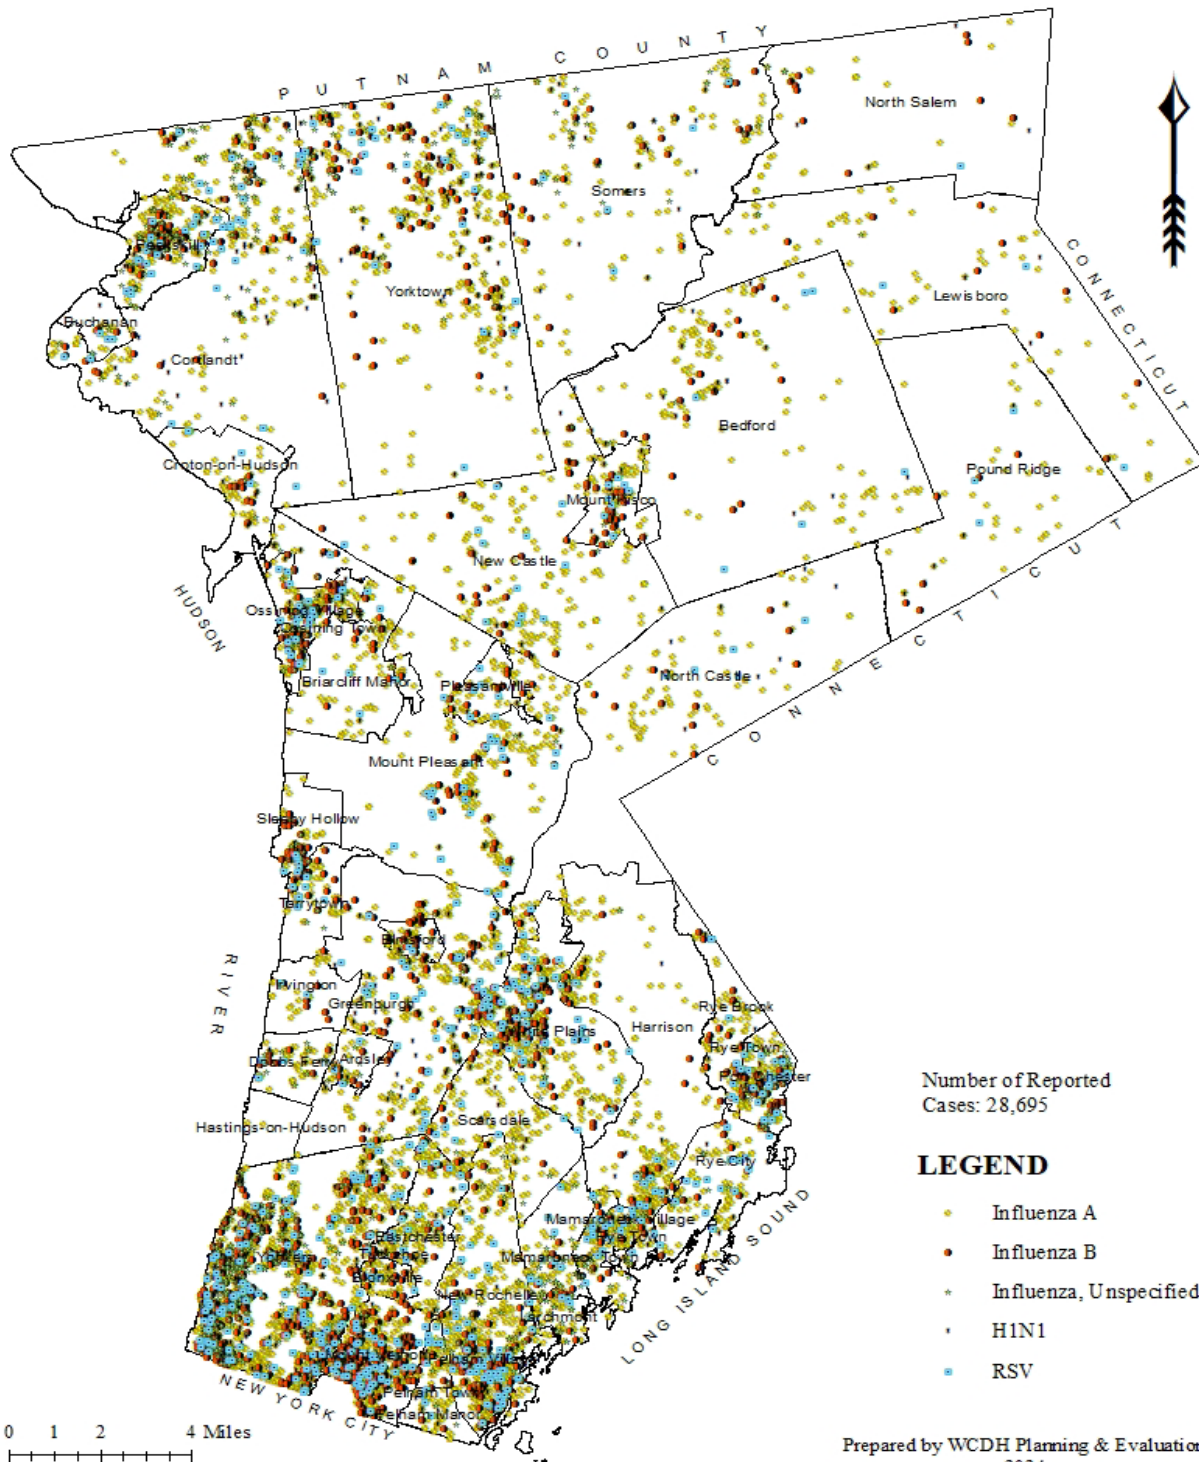 PUTNAM COUNTY
North Salem
Somers
Peekskill
Yorktown
CONNECTICUT
Lewisboro
Buchanan
Cortlandt
Bedford
Croton-on-Hudson
Pound Ridge
Mount Kisco
New Castle
HUDSON
Ossining Village
Ossining Town
Briarcliff Manor
Pleasantville
North Castle
CONNECTICUT
Mount Pleasant
Sleepy Hollow
Tarrytown
Elmsford
RIVER
Irvington
Greenburgh
Rye Brook
White Plains
Harrison
Rye Town
Dobbs Ferry
Ardsley
Port Chester
Number of Reported
Cases: 28,695
Hastings-on-Hudson
Scarsdale
Rye City
LEGEND
Influenza A
Influenza B
Influenza, Unspecified
H1N1
RSV
Mamaroneck Village
Rye Town
Eastchester
Tuckahoe
Yonkers
Mamaroneck Town
Bronxville
New Rochelle
Larchmont
LONG ISLAND SOUND
Mount Vernon
Pelham Village
Pelham Town
Pelham Manor
NEW YORK CITY
0 1 2 4 Miles
Prepared by WCDH Planning & Evaluation